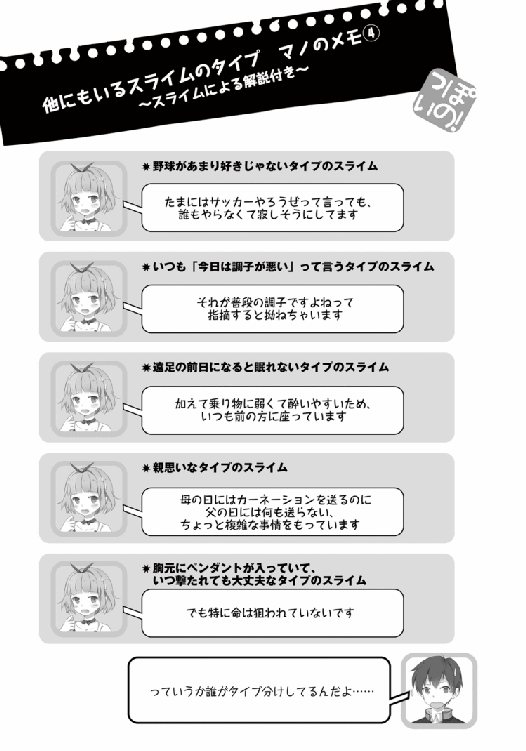 他にもいるスライムのタイプ　マノのメモ④
～スライムによる解説付き～
っぽ
いの!
＊野球があまり好きじゃないタイプのスライム
たまにはサッカーやろうぜって言っても、
誰もやらなくて寂しそうにしてます
＊いつも「今日は調子が悪い」って言うタイプのスライム
それが普段の調子ですよねって
指摘すると拗ねちゃいます
＊遠足の前日になると眠れないタイプのスライム
加えて乗り物に弱くて酔いやすいため、
いつも前の方に座っています
＊親思いなタイプのスライム
母の日にはカーネーションを送るのに
父の日には何も送らない、
ちょっと複雑な事情をもっています
＊胸元にペンダントが入っていて、
いつ撃たれても大丈夫なタイプのスライム
でも特に命は狙われていないです
っていうか誰がタイプ分けしてるんだよ……